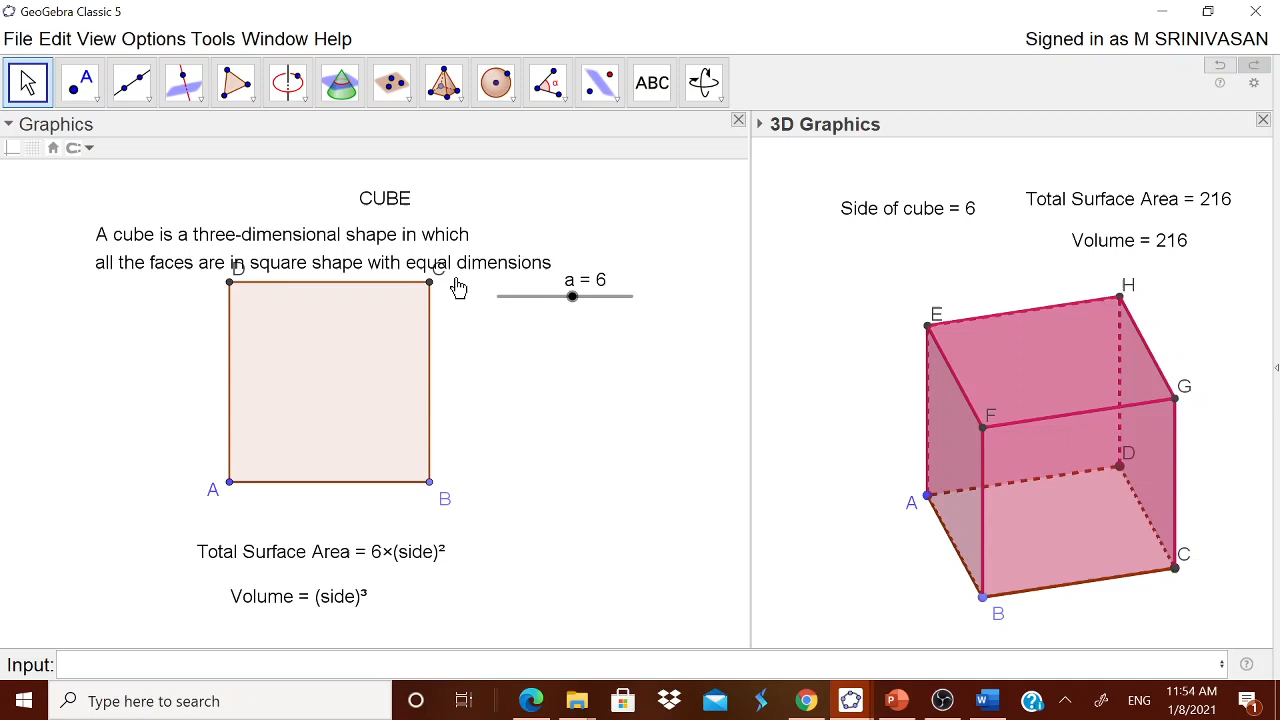 GeoGebra Classic 5
File Edit View Options Tools Window Help
Signed in as M SRINIVASAN
A
α
ABC
Graphics
3D Graphics
CUBE
A cube is a three-dimensional shape in which
all the faces are in square shape with equal dimensions
D
C
a = 6
A
B
Total Surface Area = 6×(side)²
Volume = (side)³
Side of cube = 6
Total Surface Area = 216
Volume = 216
H
E
G
F
D
A
C
B
Input:
Type here to search
ENG
11:54 AM
1/8/2021
1